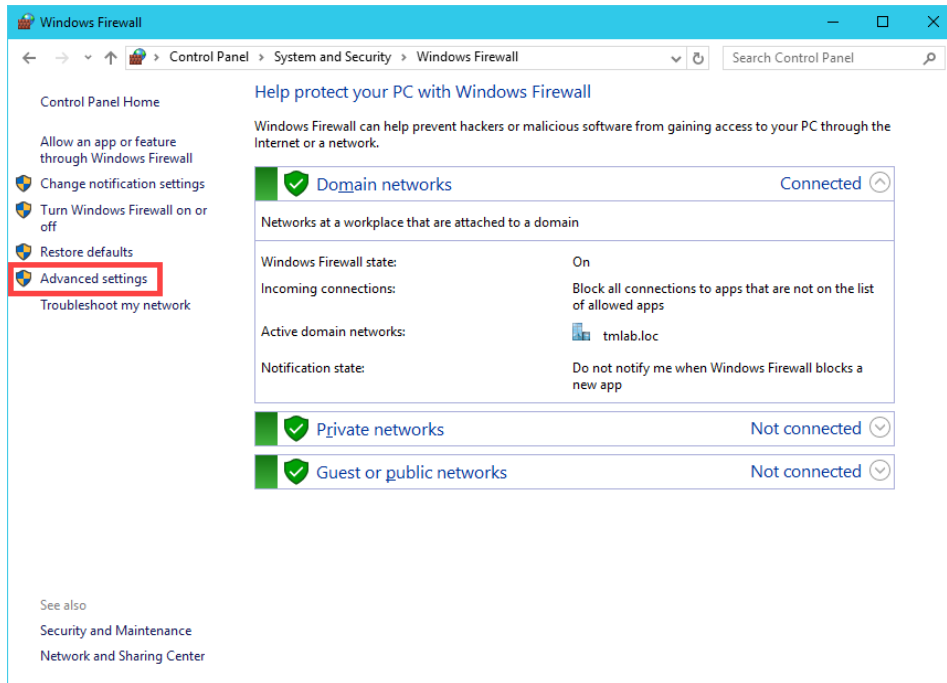 Windows Firewall
Control Panel > System and Security > Windows Firewall
Search Control Panel
Control Panel Home
Allow an app or feature
through Windows Firewall
Change notification settings
Turn Windows Firewall on or
off
Restore defaults
Advanced settings
Troubleshoot my network
See also
Security and Maintenance
Network and Sharing Center
Help protect your PC with Windows Firewall
Windows Firewall can help prevent hackers or malicious software from gaining access to your PC through the
Internet or a network.
Domain networks Connected
Networks at a workplace that are attached to a domain
Windows Firewall state: On
Incoming connections: Block all connections to apps that are not on the list
of allowed apps
Active domain networks: tmlab.loc
Notification state: Do not notify me when Windows Firewall blocks a
new app
Private networks Not connected
Guest or public networks Not connected